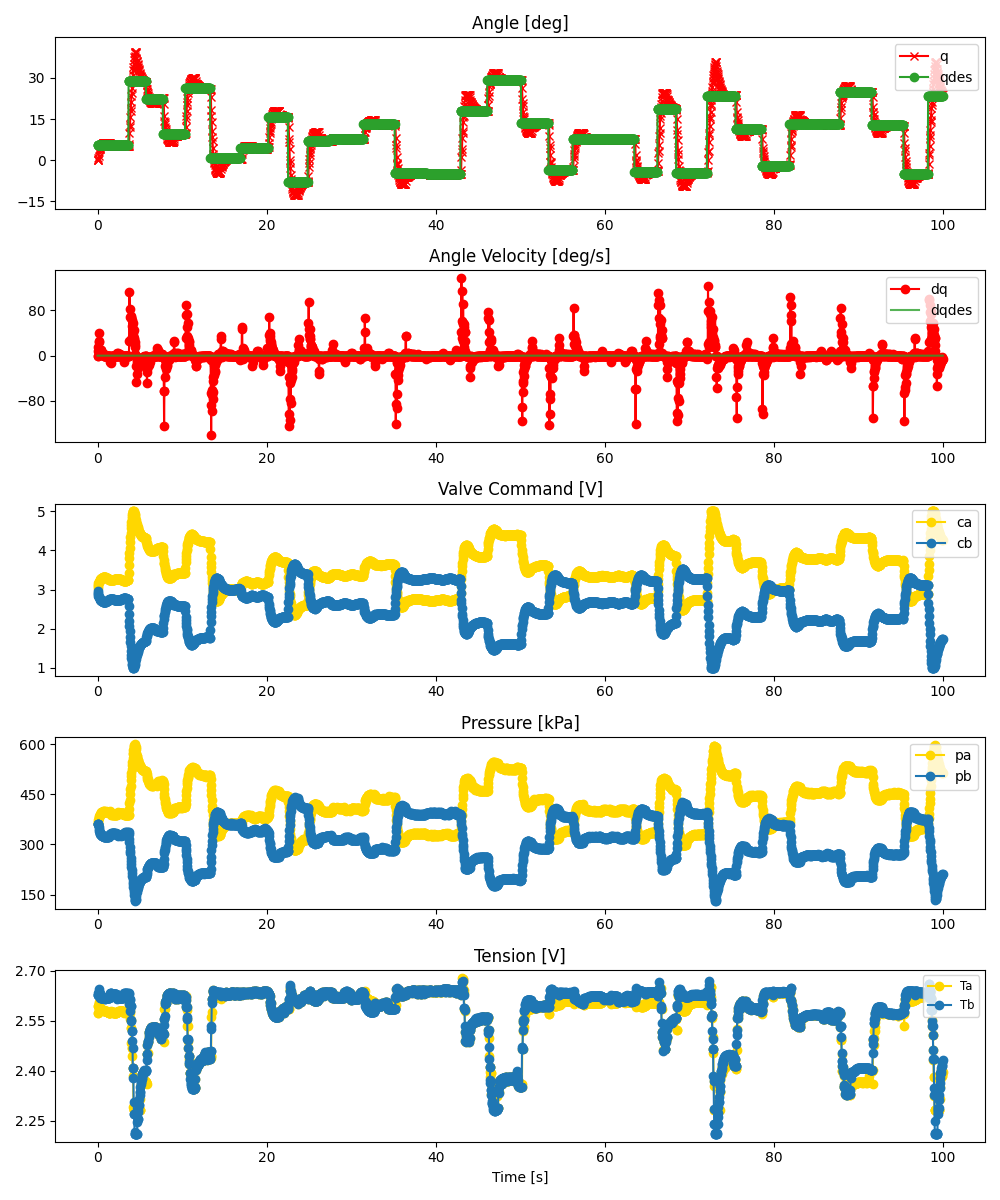 Angle [deg]
30
15
0
−15
q
qdes
0 20 40 60 80 100
Angle Velocity [deg/s]
80
0
−80
dq
dqdes
0 20 40 60 80 100
Valve Command [V]
5
4
3
2
1
ca
cb
0 20 40 60 80 100
Pressure [kPa]
600
450
300
150
pa
pb
0 20 40 60 80 100
Tension [V]
2.70
2.55
2.40
2.25
Ta
Tb
0 20 40 60 80 100
Time [s]